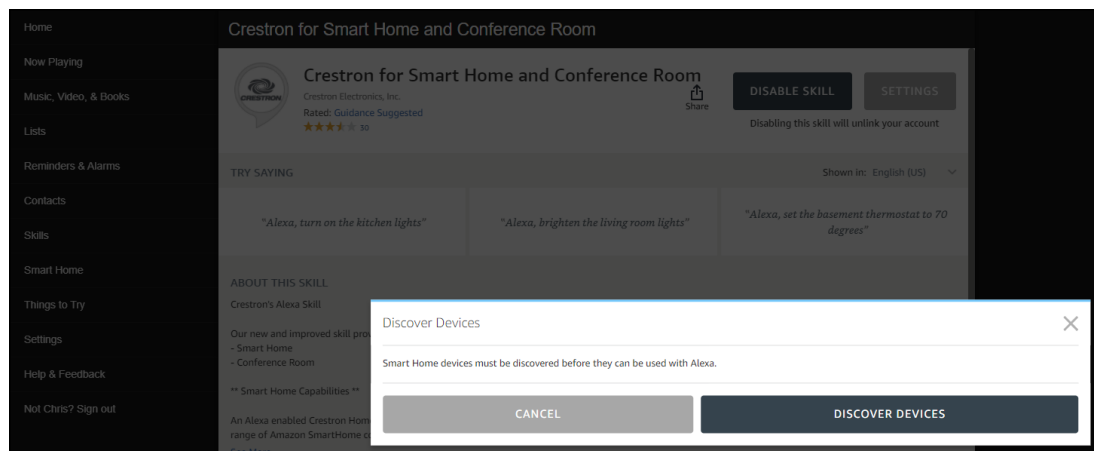 Home
Now Playing
Music, Video, & Books
Lists
Reminders & Alarms
Contacts
Skills
Smart Home
Things to Try
Settings
Help & Feedback
Not Chris? Sign out
Crestron for Smart Home and Conference Room
CRESTRON
Crestron for Smart Home and Conference Room
Crestron Electronics, Inc.
Rated: Guidance Suggested
30
Share
DISABLE SKILL
SETTINGS
Disabling this skill will unlink your account
TRY SAYING
Shown in: English (US)
"Alexa, turn on the kitchen lights"
"Alexa, brighten the living room lights"
"Alexa, set the basement thermostat to 70
degrees"
ABOUT THIS SKILL
Crestron's Alexa Skill
Our new and improved skill prov
- Smart Home
- Conference Room
** Smart Home Capabilities **
An Alexa enabled Crestron Hom
range of Amazon SmartHome c
Discover Devices
Smart Home devices must be discovered before they can be used with Alexa.
CANCEL
DISCOVER DEVICES